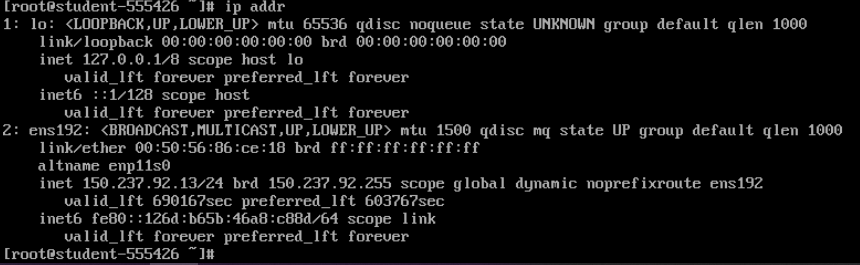 [root@student-555426 ~]# ip addr
1: lo: <LOOPBACK,UP,LOWER_UP> mtu 65536 qdisc noqueue state UNKNOWN group default qlen 1000
    link/loopback 00:00:00:00:00:00 brd 00:00:00:00:00:00
    inet 127.0.0.1/8 scope host lo
       valid_lft forever preferred_lft forever
    inet6 ::1/128 scope host
       valid_lft forever preferred_lft forever
2: ens192: <BROADCAST,MULTICAST,UP,LOWER_UP> mtu 1500 qdisc mq state UP group default qlen 1000
    link/ether 00:50:56:86:ce:18 brd ff:ff:ff:ff:ff:ff
    altname enp11s0
    inet 150.237.92.13/24 brd 150.237.92.255 scope global dynamic noprefixroute ens192
       valid_lft 690167sec preferred_lft 603767sec
    inet6 fe80::126d:b65b:46a8:c88d/64 scope link
       valid_lft forever preferred_lft forever
[root@student-555426 ~]#